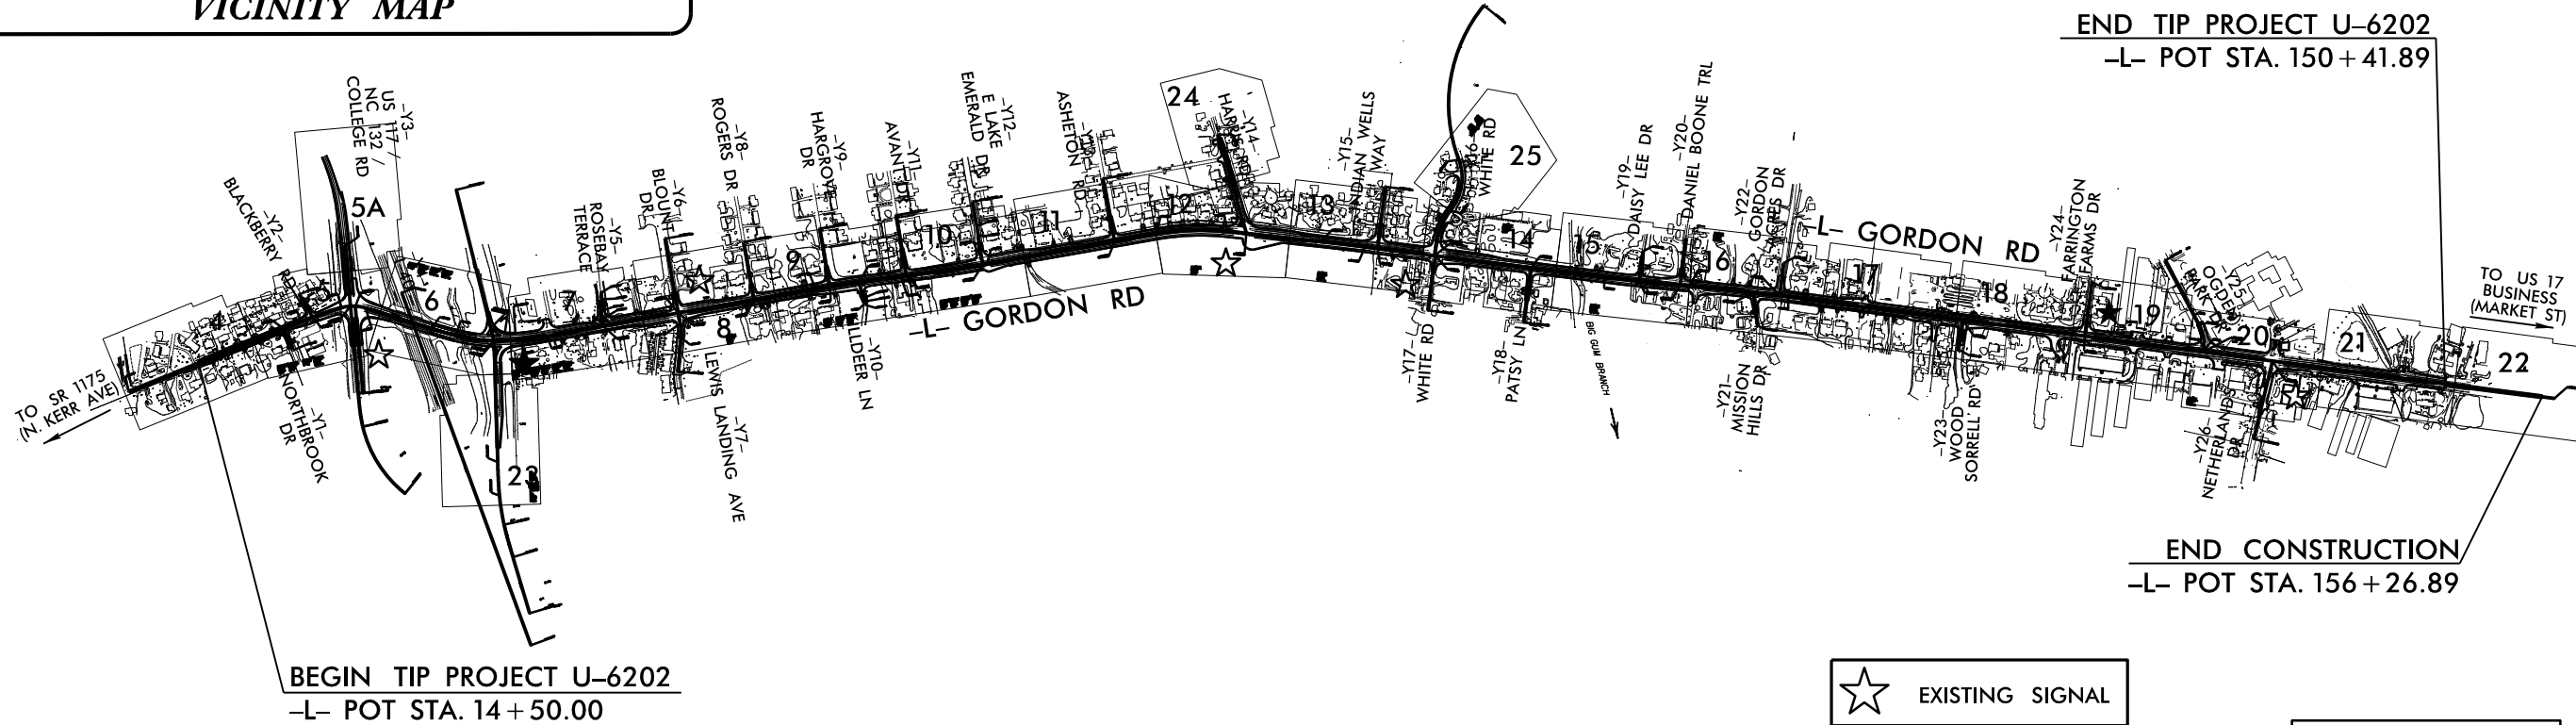 VICINITY MAP
END TIP PROJECT U–6202
–L– POT STA. 150+41.89
–Y3–
US 117 /
NC 132 /
COLLEGE RD
5A
–Y2–
BLACKBERRY RD
4
5
6
7
–Y5–
ROSEBAY
TERRACE
–Y6–
BLOUNT
DR
–Y8–
ROGERS DR
–Y9–
HARGROVE
DR
–Y11–
AVANT DR
–Y12–
E LAKE
EMERALD DR
ASHETON
RD
24
–Y14–
HARRIS RD
–Y15–
INDIAN WELLS
WAY
WHITE RD
25
–Y19–
DAISY LEE DR
–Y20–
DANIEL BOONE TRL
–Y22–
GORDON
ACRES DR
–L– GORDON RD
–Y24–
FARRINGTON
FARMS DR
OGDEN
PARK DR
TO US 17
BUSINESS
(MARKET ST)
8
9
10
11
12
13
14
15
16
17
18
19
20
21
22
23
–L– GORDON RD
TO SR 1175
(N. KERR AVE)
–Y1–
NORTHBROOK
DR
–Y7–
LEWIS LANDING AVE
–Y10–
–Y17–
WHITE RD
–Y18–
PATSY LN
BIG GUM BRANCH
–Y21–
MISSION
HILLS DR
–Y23–
WOOD
SORRELL RD
–Y26–
NETHERLANDS
DR
END CONSTRUCTION
–L– POT STA. 156+26.89
BEGIN TIP PROJECT U–6202
–L– POT STA. 14+50.00
EXISTING SIGNAL